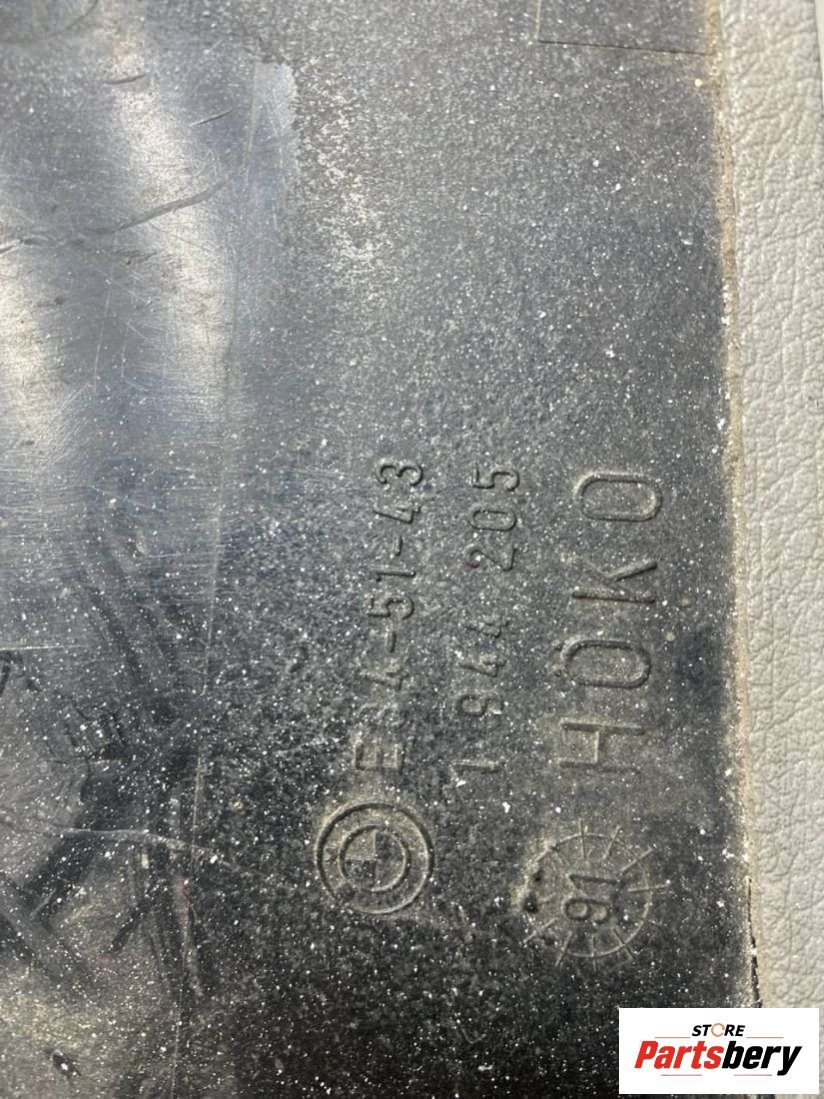 E34-51-43
1 944 205
HÖKO
91
STORE
Partsbery